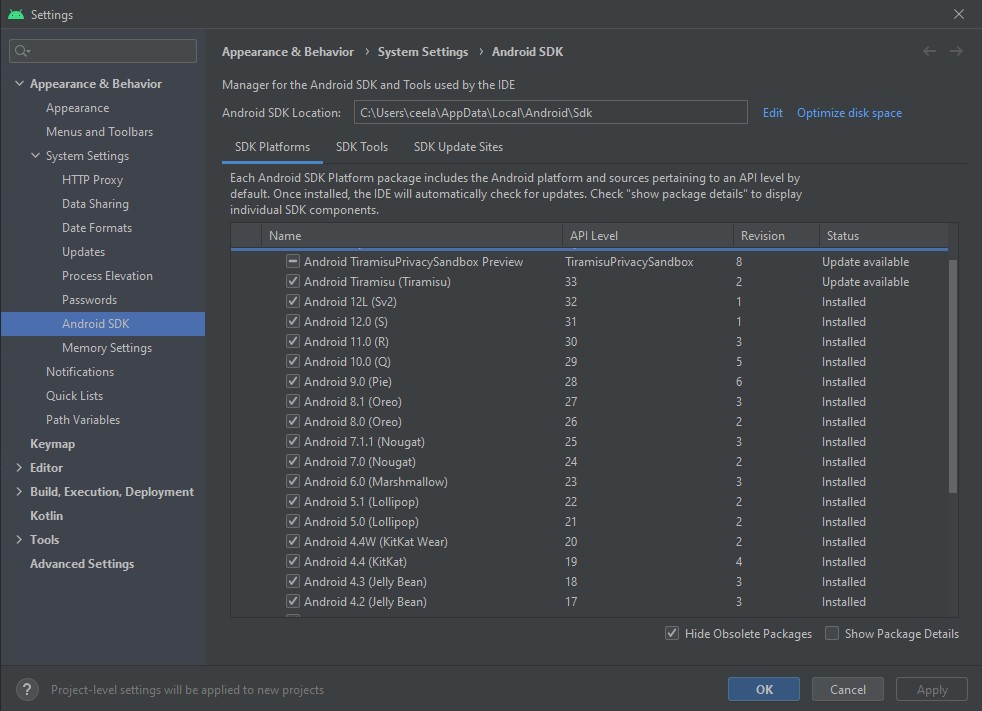 Settings
Appearance & Behavior
Appearance
Menus and Toolbars
System Settings
HTTP Proxy
Data Sharing
Date Formats
Updates
Process Elevation
Passwords
Android SDK
Memory Settings
Notifications
Quick Lists
Path Variables
Keymap
Editor
Build, Execution, Deployment
Kotlin
Tools
Advanced Settings
Appearance & Behavior › System Settings › Android SDK
Manager for the Android SDK and Tools used by the IDE
Android SDK Location: C:\Users\ceela\AppData\Local\Android\Sdk Edit Optimize disk space
SDK Platforms SDK Tools SDK Update Sites
Each Android SDK Platform package includes the Android platform and sources pertaining to an API level by
default. Once installed, the IDE will automatically check for updates. Check "show package details" to display
individual SDK components.
Name API Level Revision Status
Android TiramisuPrivacySandbox Preview TiramisuPrivacySandbox 8 Update available
Android Tiramisu (Tiramisu) 33 2 Update available
Android 12L (Sv2) 32 1 Installed
Android 12.0 (S) 31 1 Installed
Android 11.0 (R) 30 3 Installed
Android 10.0 (Q) 29 5 Installed
Android 9.0 (Pie) 28 6 Installed
Android 8.1 (Oreo) 27 3 Installed
Android 8.0 (Oreo) 26 2 Installed
Android 7.1.1 (Nougat) 25 3 Installed
Android 7.0 (Nougat) 24 2 Installed
Android 6.0 (Marshmallow) 23 3 Installed
Android 5.1 (Lollipop) 22 2 Installed
Android 5.0 (Lollipop) 21 2 Installed
Android 4.4W (KitKat Wear) 20 2 Installed
Android 4.4 (KitKat) 19 4 Installed
Android 4.3 (Jelly Bean) 18 3 Installed
Android 4.2 (Jelly Bean) 17 3 Installed
Hide Obsolete Packages Show Package Details
? Project-level settings will be applied to new projects
OK Cancel Apply